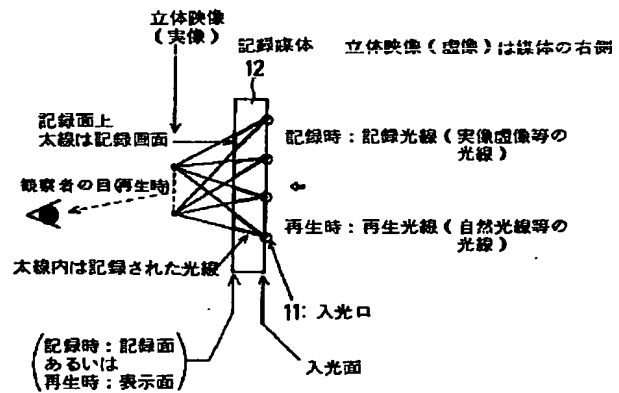 立体映像
（実像）
記録媒体
12
立体映像（虚像）は媒体の右側
記録面上
太線は記録画面
記録時：記録光線（実像虚像等の
光線）
観察者の目（再生時）
再生時：再生光線（自然光線等の
光線）
太線内は記録された光線
11：入光口
（記録時：記録面
あるいは
再生時：表示面）
入光面